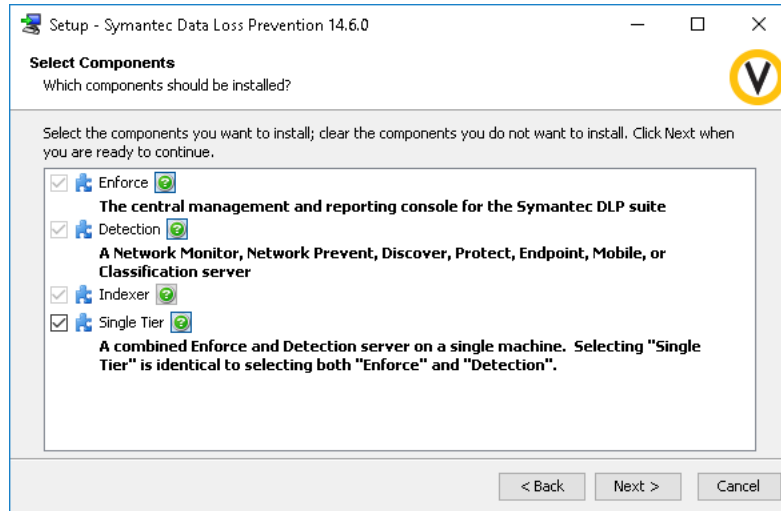 Setup - Symantec Data Loss Prevention 14.6.0
Select Components
Which components should be installed?
Select the components you want to install; clear the components you do not want to install. Click Next when
you are ready to continue.
Enforce
The central management and reporting console for the Symantec DLP suite
Detection
A Network Monitor, Network Prevent, Discover, Protect, Endpoint, Mobile, or
Classification server
Indexer
Single Tier
A combined Enforce and Detection server on a single machine.  Selecting "Single
Tier" is identical to selecting both "Enforce" and "Detection".
< Back
Next >
Cancel